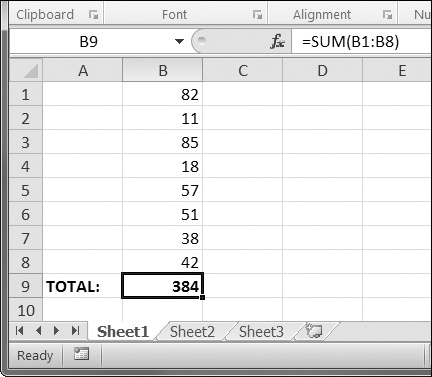 Clipboard Font Alignment Nu
B9 fx =SUM(B1:B8)
A B C D E
1 82
2 11
3 85
4 18
5 57
6 51
7 38
8 42
9 TOTAL: 384
10
Sheet1 Sheet2 Sheet3
Ready